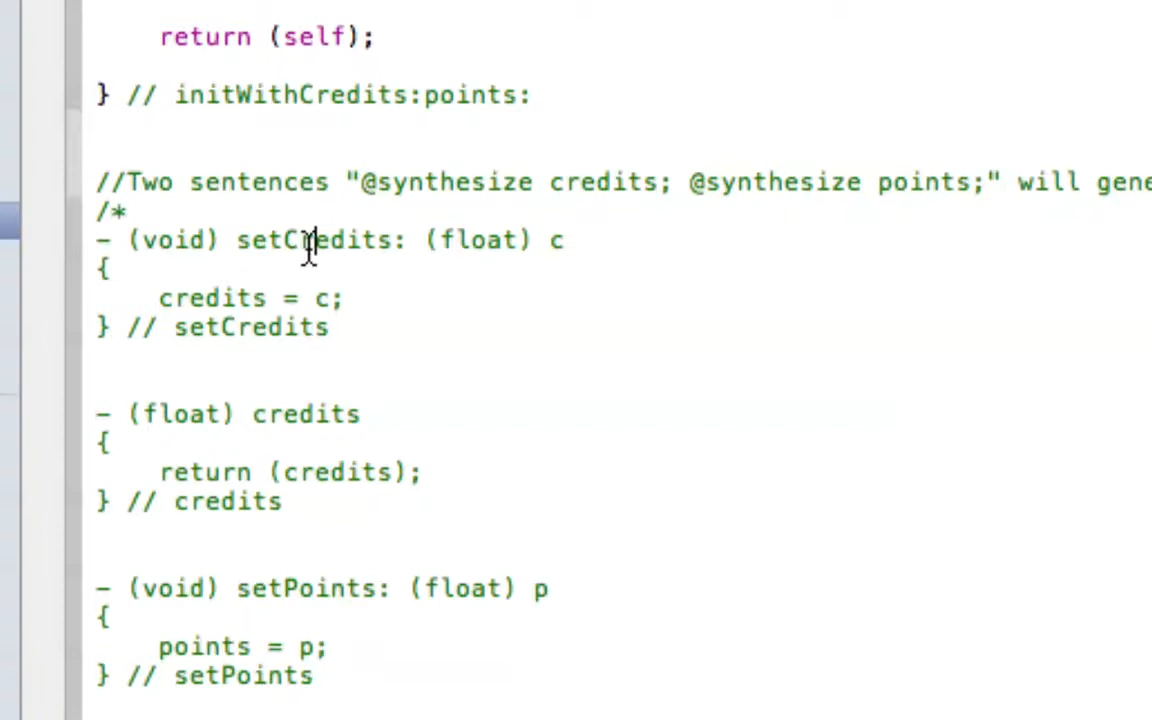 return (self);
} // initWithCredits:points:
//Two sentences "@synthesize credits; @synthesize points;" will gene
/*
- (void) setCredits: (float) c
{
credits = c;
} // setCredits
- (float) credits
{
return (credits);
} // credits
- (void) setPoints: (float) p
{
points = p;
} // setPoints